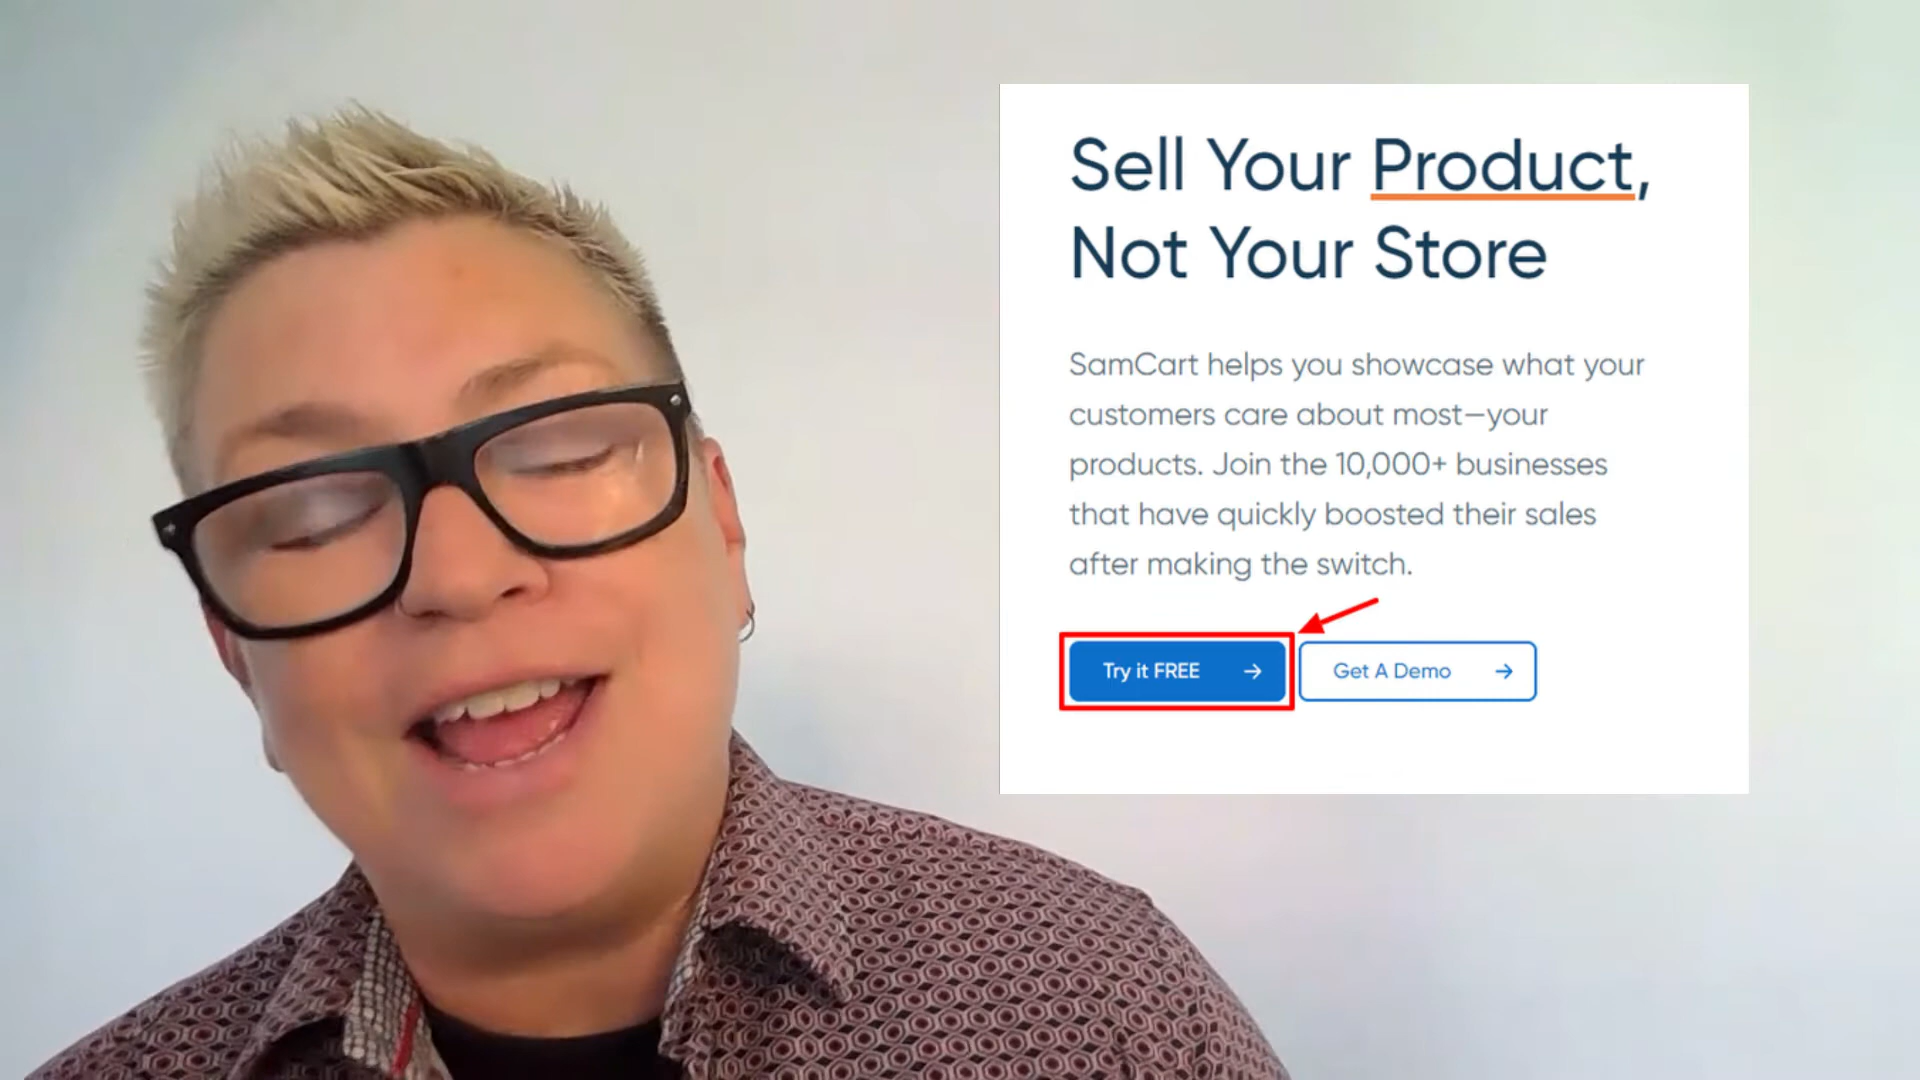 Sell Your Product,
Not Your Store
SamCart helps you showcase what your
customers care about most—your
products. Join the 10,000+ businesses
that have quickly boosted their sales
after making the switch.
Try it FREE →
Get A Demo →